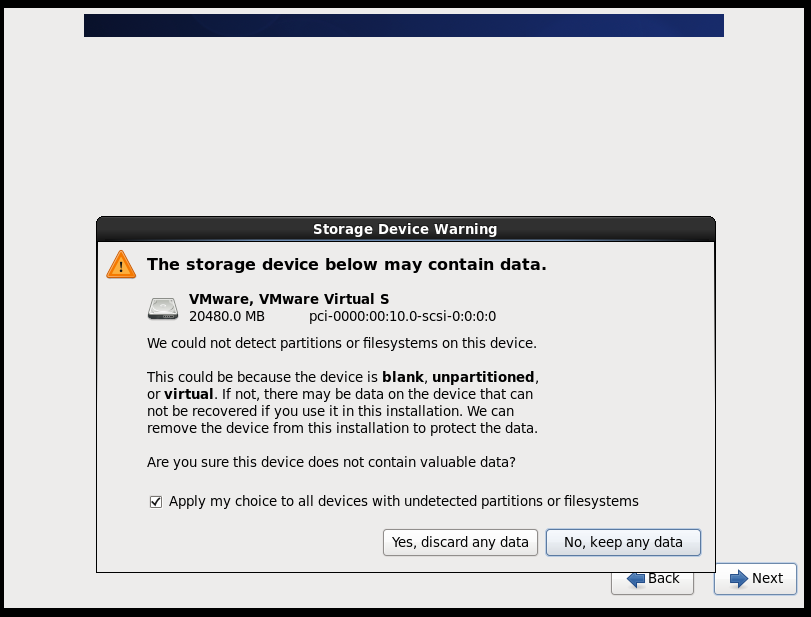 Storage Device Warning
The storage device below may contain data.
VMware, VMware Virtual S
20480.0 MB pci-0000:00:10.0-scsi-0:0:0:0
We could not detect partitions or filesystems on this device.
This could be because the device is blank, unpartitioned,
or virtual. If not, there may be data on the device that can
not be recovered if you use it in this installation. We can
remove the device from this installation to protect the data.
Are you sure this device does not contain valuable data?
Apply my choice to all devices with undetected partitions or filesystems
Yes, discard any data No, keep any data
Back Next